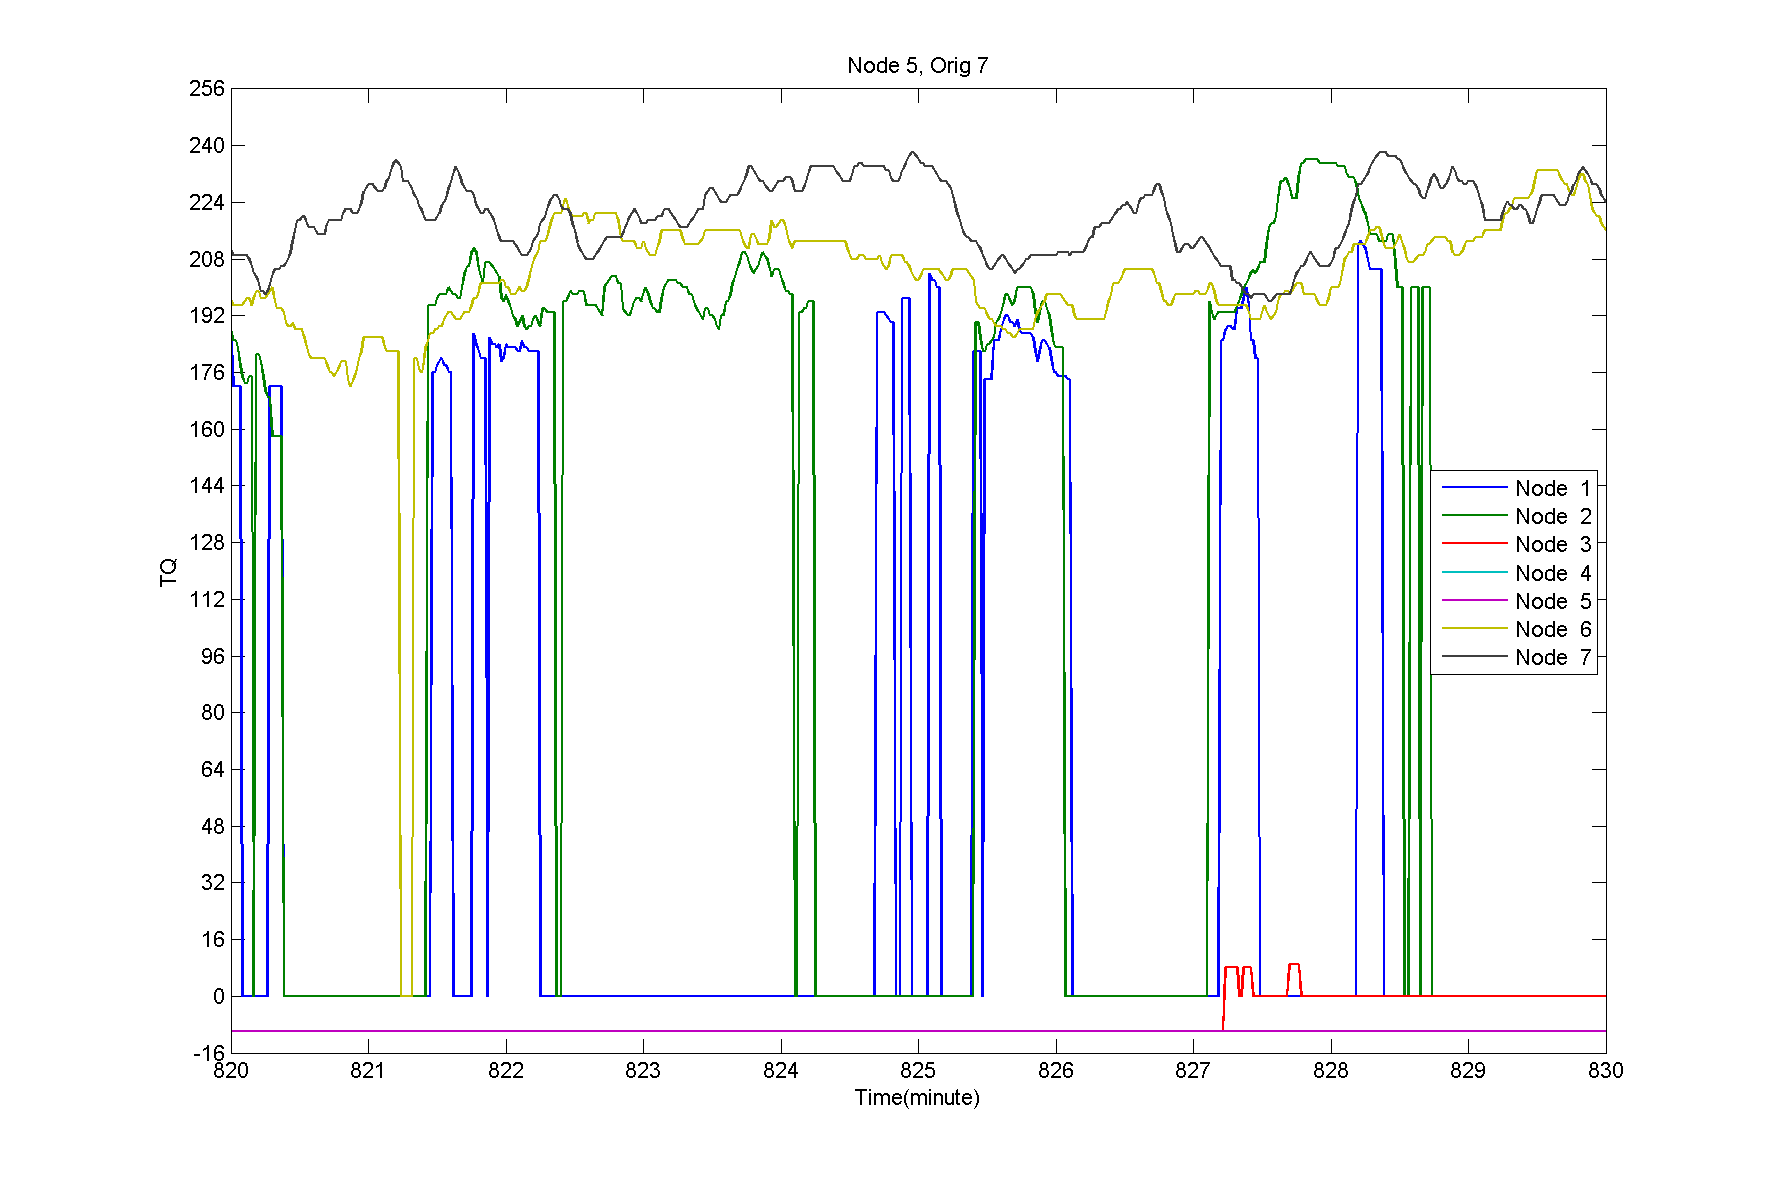 Node 5, Orig 7
256
240
224
208
192
176
160
144
128
112
96
80
64
48
32
16
0
-16
TQ
Node 1
Node 2
Node 3
Node 4
Node 5
Node 6
Node 7
820 821 822 823 824 825 826 827 828 829 830
Time(minute)